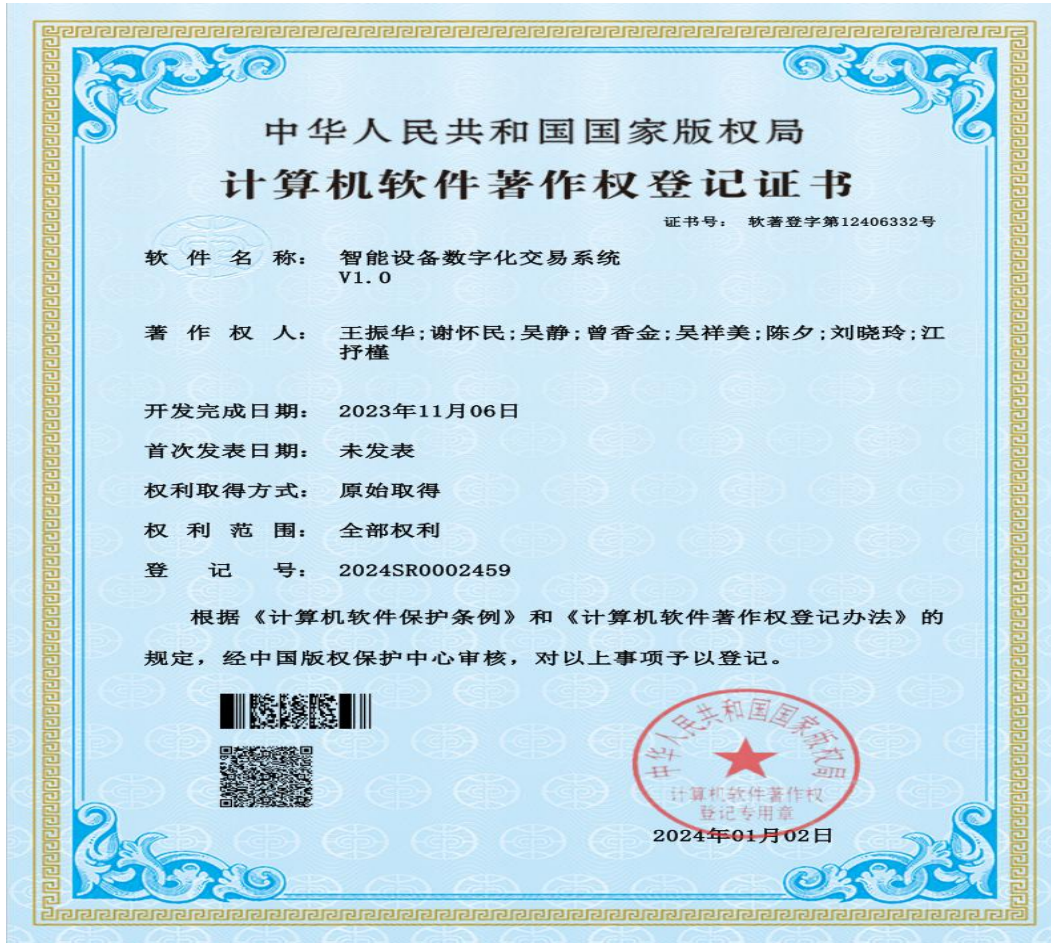 中华人民共和国国家版权局
计算机软件著作权登记证书
证书号： 软著登字第12406332号
软件名称： 智能设备数字化交易系统
V1.0
著作权人： 王振华;谢怀民;吴静;曾香金;吴祥美;陈夕;刘晓玲;江
抒槿
开发完成日期： 2023年11月06日
首次发表日期： 未发表
权利取得方式： 原始取得
权利范围： 全部权利
登记号： 2024SR0002459
根据《计算机软件保护条例》和《计算机软件著作权登记办法》的
规定，经中国版权保护中心审核，对以上事项予以登记。
中华人民共和国国家版权局
计算机软件著作权
登记专用章
2024年01月02日